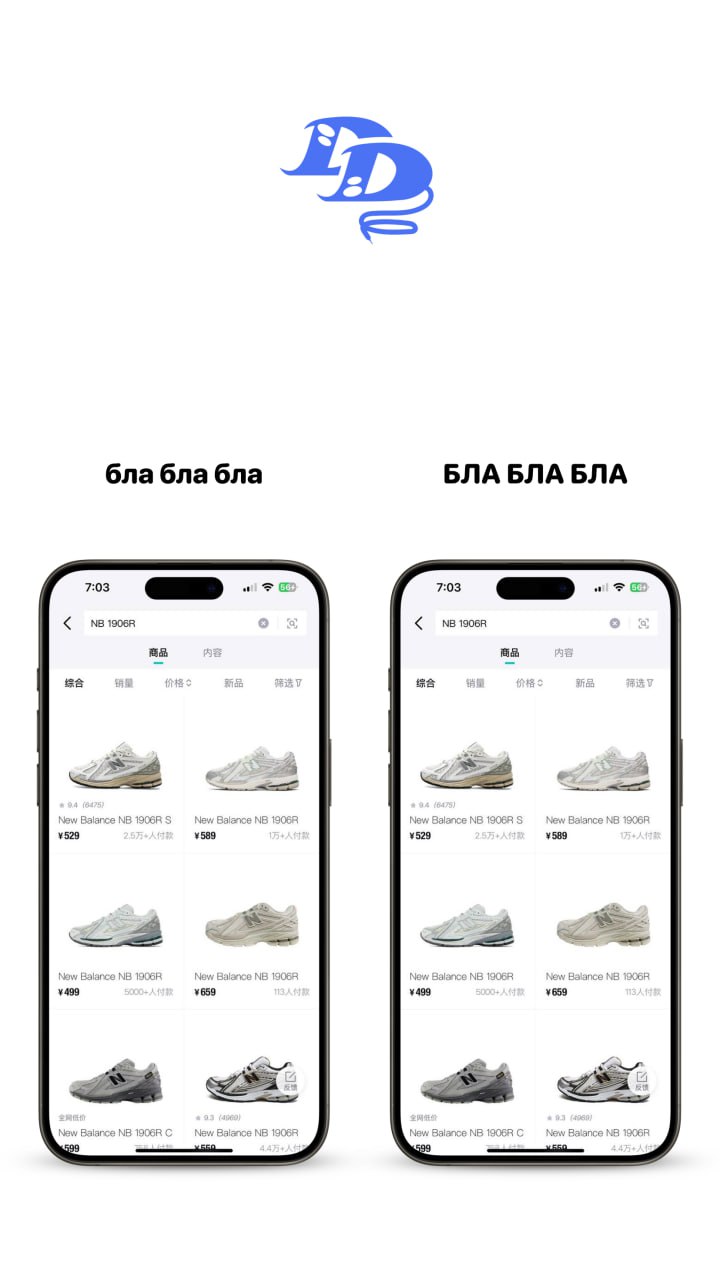 DD
бла бла бла
БЛА БЛА БЛА
7:03
56
NB 1906R
商品 内容
综合 销量 价格 新品 筛选
9.4 (6475)
New Balance NB 1906R S
¥529 2.5万+人付款
New Balance NB 1906R
¥589 1万+人付款
New Balance NB 1906R
¥499 5000+人付款
New Balance NB 1906R
¥659 113人付款
全网低价
New Balance NB 1906R C
¥599
反馈
9.3 (4969)
New Balance NB 1906R
¥559 4.4万+人付款
7:03
56
NB 1906R
商品 内容
综合 销量 价格 新品 筛选
9.4 (6475)
New Balance NB 1906R S
¥529 2.5万+人付款
New Balance NB 1906R
¥589 1万+人付款
New Balance NB 1906R
¥499 5000+人付款
New Balance NB 1906R
¥659 113人付款
全网低价
New Balance NB 1906R C
¥599
反馈
9.3 (4969)
New Balance NB 1906R
¥559 4.4万+人付款